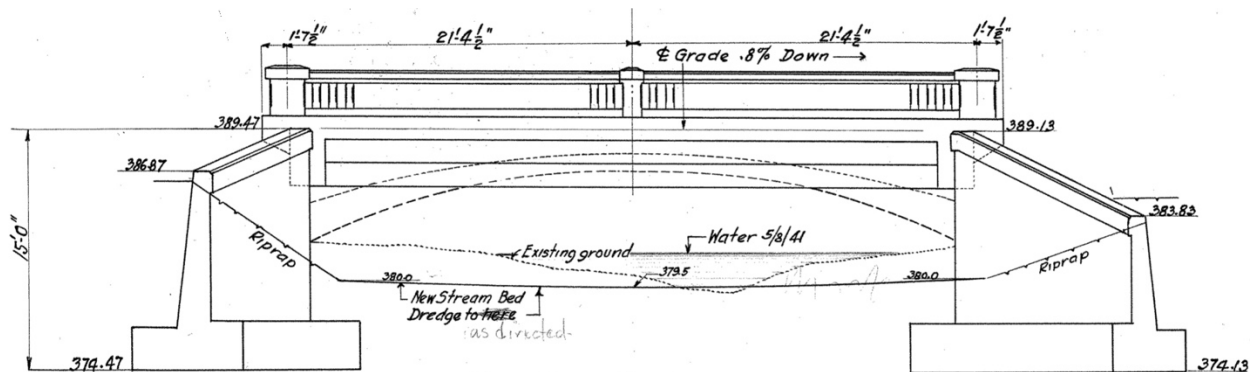 1'-7½" 21'-4½" 21'-4½" 1'-7½"
℄ Grade .8% Down →
389.47 389.13
386.87
383.83
15'-0"
Riprap
Water 5/8/41
Existing ground
Riprap
380.0 379.5 380.0
New Stream Bed
Dredge to here
as directed
374.47 374.13